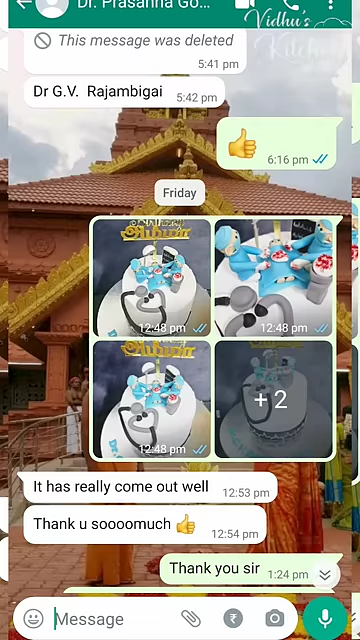 Dr. Prasanna Go...
Vidhu's
Kitchen
This message was deleted
5:41 pm
Dr G.V. Rajambigai 5:42 pm
👍 6:16 pm
Friday
12:48 pm
12:48 pm
12:48 pm
+2
It has really come out well 12:53 pm
Thank u soooomuch 👍 12:54 pm
Thank you sir 1:24 pm
Message